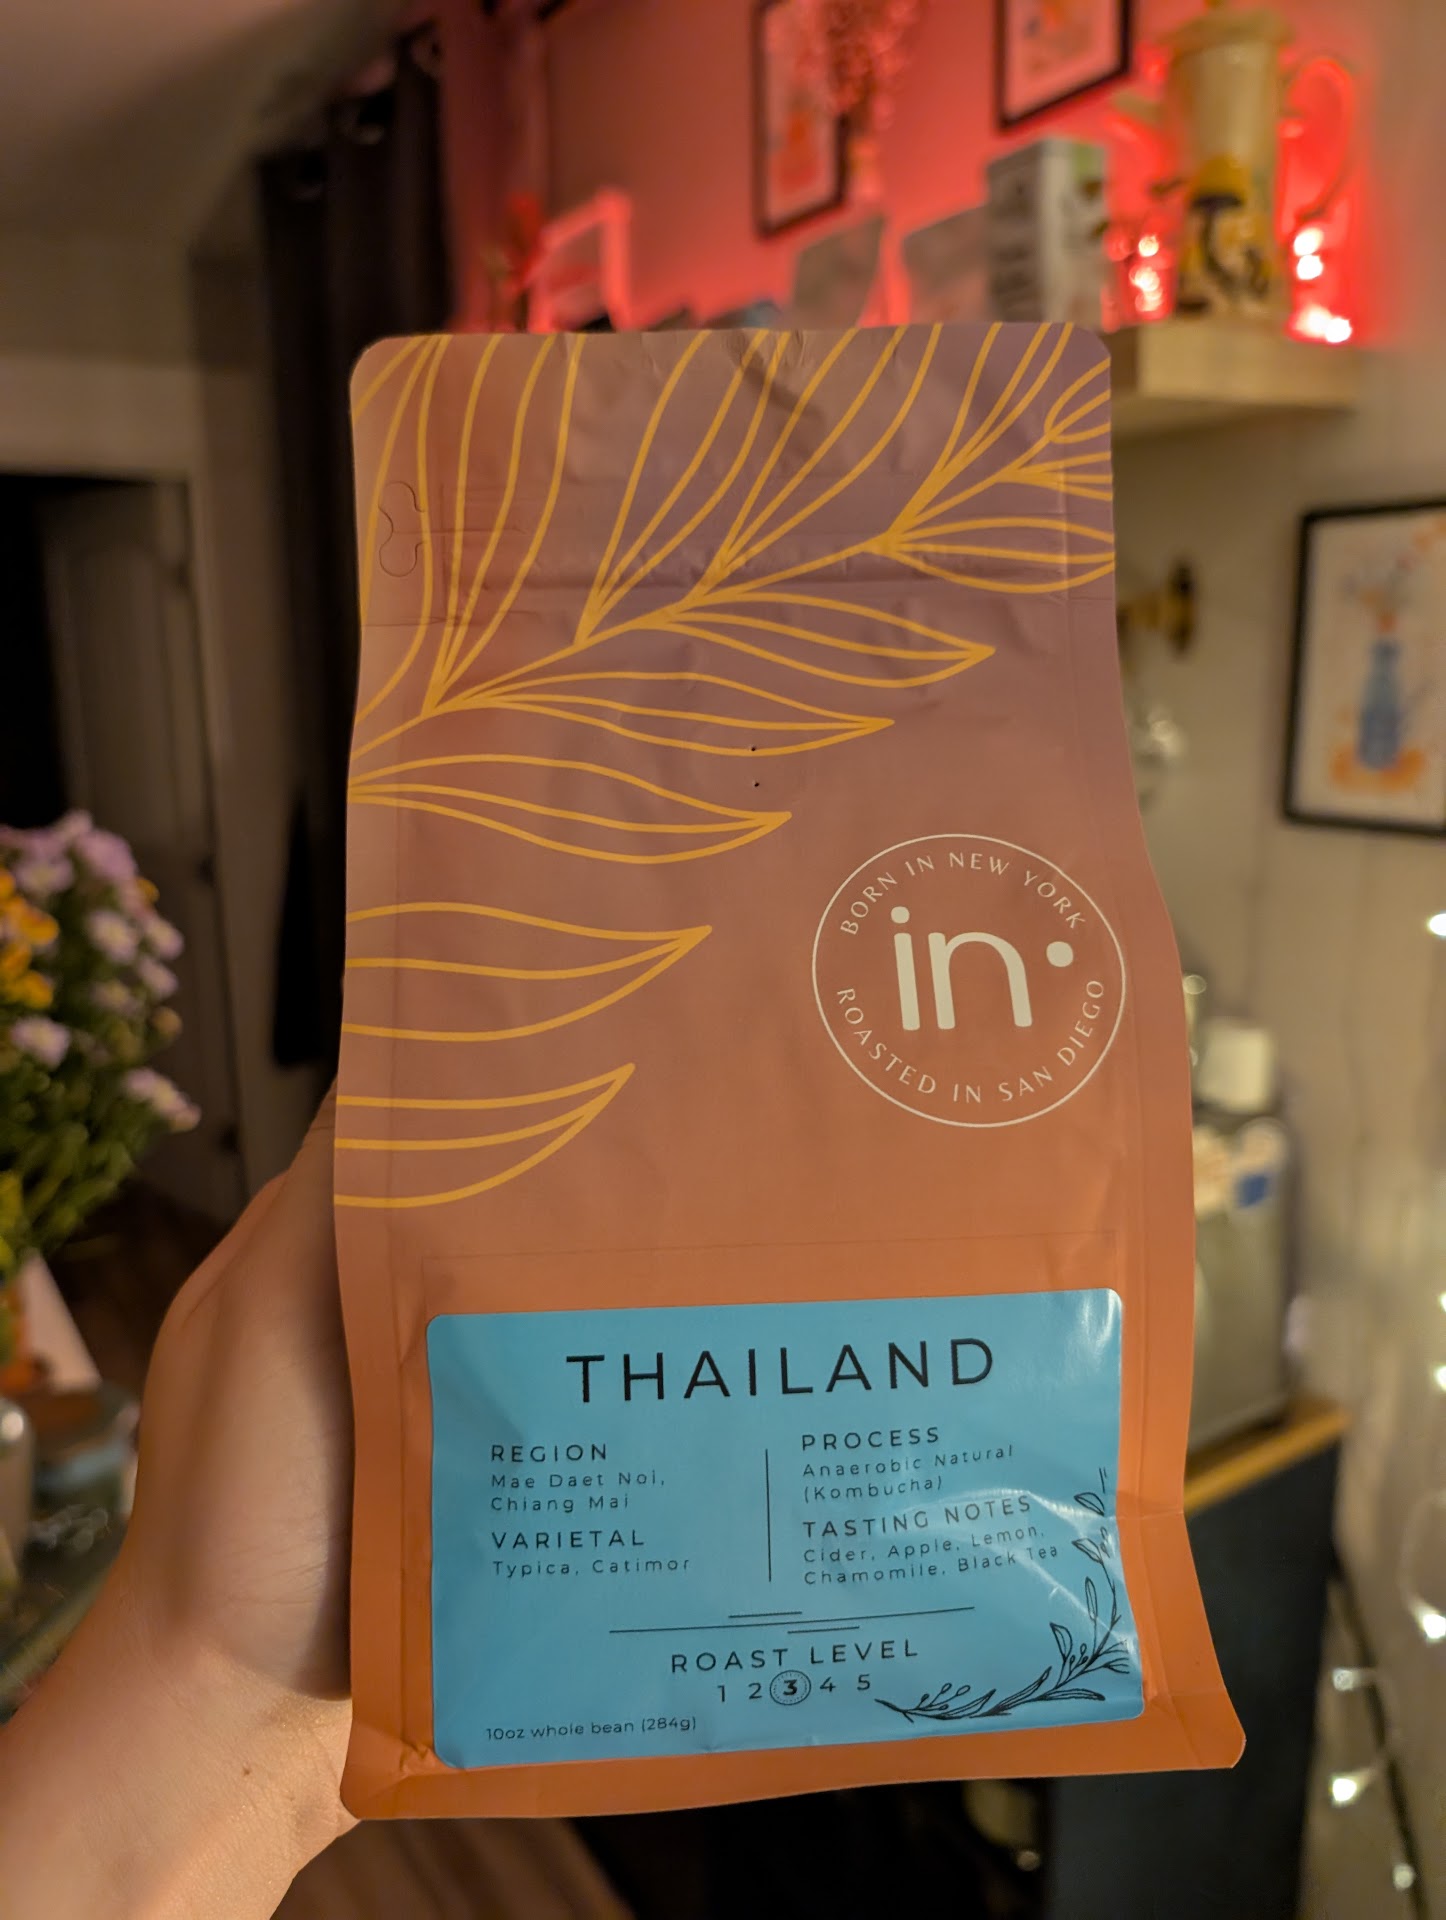 BORN IN NEW YORK
in·
ROASTED IN SAN DIEGO
THAILAND
REGION
Mae Daet Noi,
Chiang Mai
VARIETAL
Typica, Catimor
PROCESS
Anaerobic Natural
(Kombucha)
TASTING NOTES
Cider, Apple, Lemon,
Chamomile, Black Tea
ROAST LEVEL
1 2 3 4 5
10oz whole bean (284g)